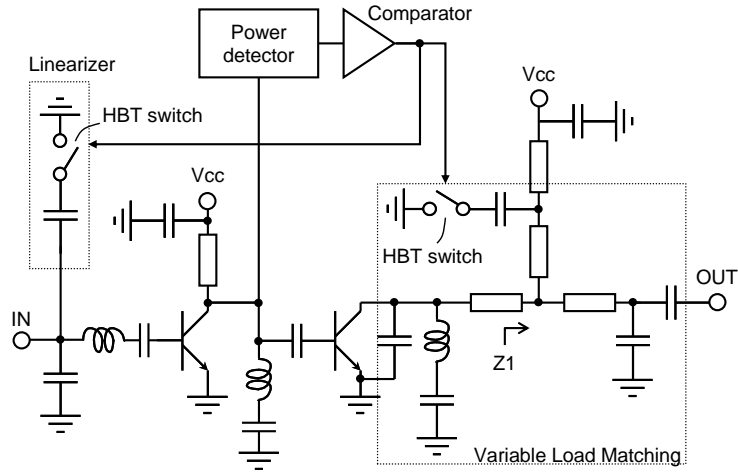 Comparator
Power
detector
Linearizer
HBT switch
Vcc
Vcc
HBT switch
OUT
IN
Z1
Variable Load Matching